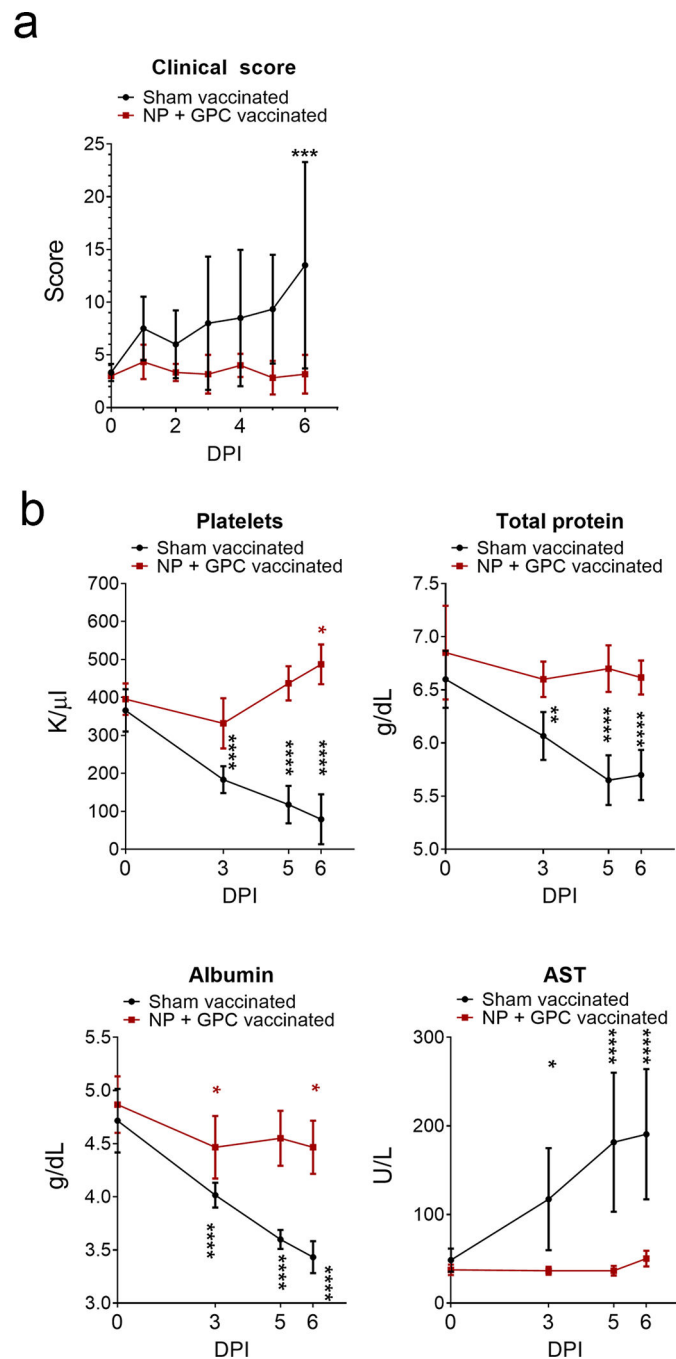 a
Clinical score
Sham vaccinated
NP + GPC vaccinated
25
20
15
10
5
0
Score
***
0 2 4 6
DPI
b
Platelets
Sham vaccinated
NP + GPC vaccinated
700
600
500
400
300
200
100
0
K/µl
*
****
****
****
0 3 5 6
DPI
Total protein
Sham vaccinated
NP + GPC vaccinated
7.5
7.0
6.5
6.0
5.5
5.0
g/dL
**
****
****
0 3 5 6
DPI
Albumin
Sham vaccinated
NP + GPC vaccinated
5.5
5.0
4.5
4.0
3.5
3.0
g/dL
*
*
****
****
****
0 3 5 6
DPI
AST
Sham vaccinated
NP + GPC vaccinated
300
200
100
0
U/L
*
****
****
0 3 5 6
DPI